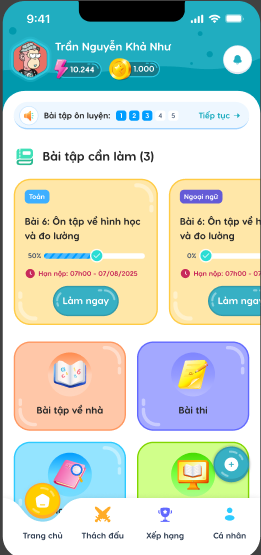 9:41
Trần Nguyễn Khả Như
10.244
1.000
Bài tập ôn luyện: 1 2 3 4 5 Tiếp tục
Bài tập cần làm (3)
Toán
Bài 6: Ôn tập về hình học
và đo lường
50%
Hạn nộp: 07h00 - 07/08/2025
Làm ngay
Ngoại ngữ
Bài 6: Ôn tập về h
và đo lường
0%
Hạn nộp: 07h00 - 07
Làm ngay
Bài tập về nhà
Bài thi
Trang chủ
Thách đấu
Xếp hạng
Cá nhân